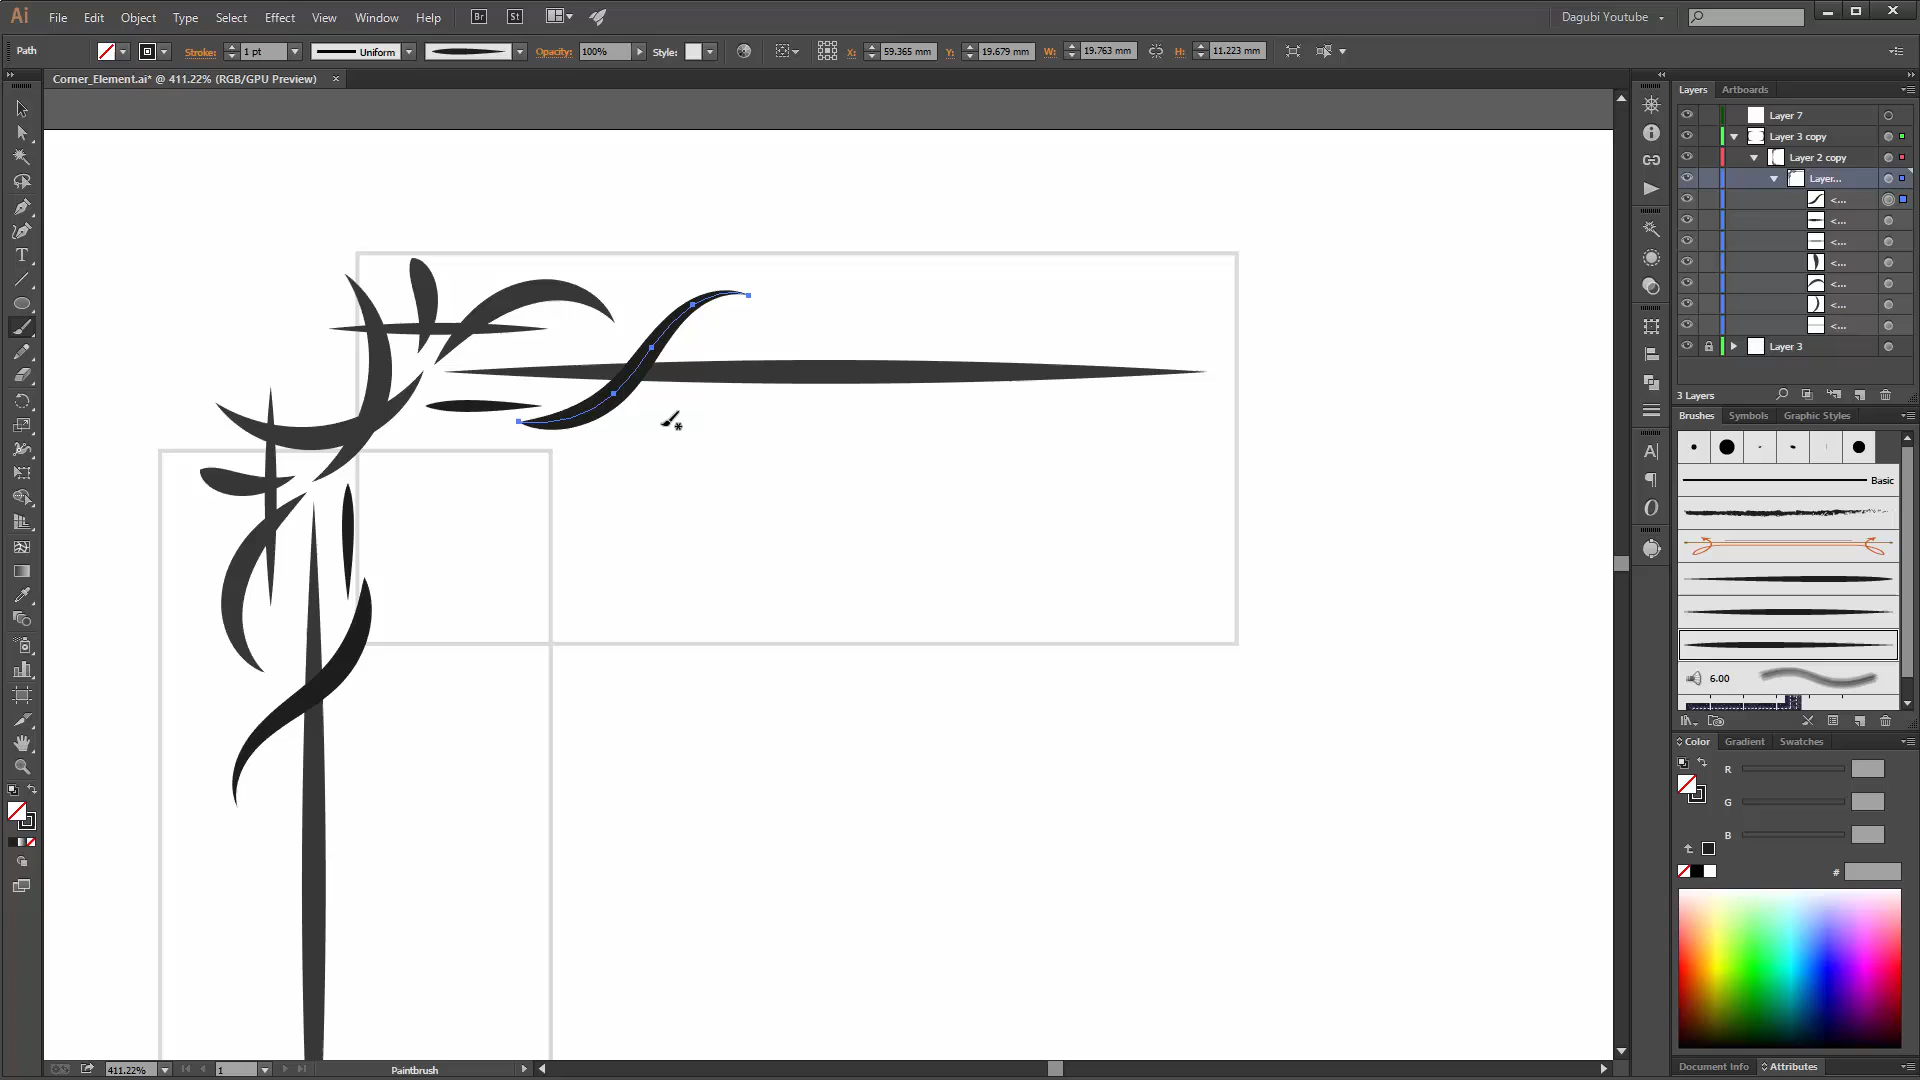 Ai File Edit Object Type Select Effect View Window Help Br St Dagubi Youtube
Path Stroke: 1 pt Uniform Opacity: 100% Style: X: 59.365 mm Y: 19.679 mm W: 19.763 mm H: 11.223 mm
Corner_Element.ai* @ 411.22% (RGB/GPU Preview) ×
Layers Artboards
Layer 7
Layer 3 copy
Layer 2 copy
Layer...
<...
<...
<...
<...
<...
<...
<...
Layer 3
3 Layers
Brushes Symbols Graphic Styles
Basic
6.00
Color Gradient Swatches
R
G
B
#
Document Info Attributes
411.22% 1 Paintbrush